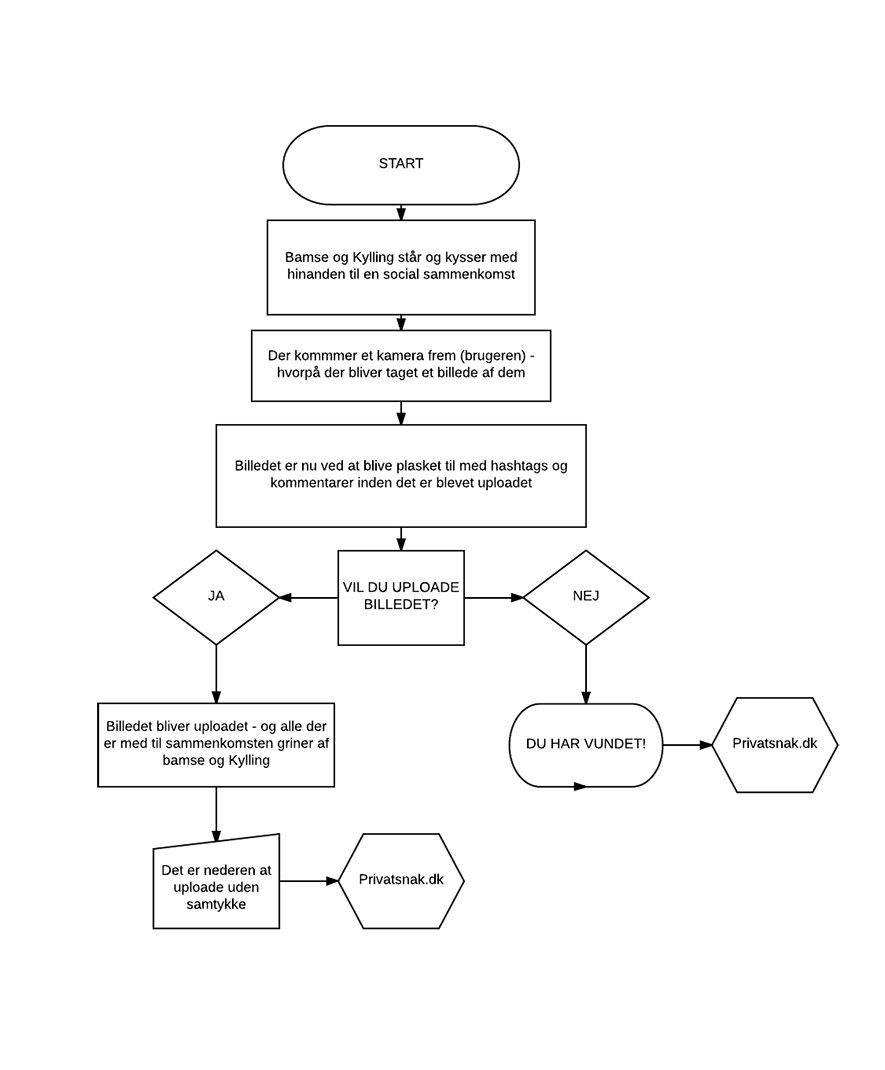 START
Bamse og Kylling står og kysser med
hinanden til en social sammenkomst
Der kommmer et kamera frem (brugeren) -
hvorpå der bliver taget et billede af dem
Billedet er nu ved at blive plasket til med hashtags og
kommentarer inden det er blevet uploadet
JA
VIL DU UPLOADE
BILLEDET?
NEJ
Billedet bliver uploadet - og alle der
er med til sammenkomsten griner af
bamse og Kylling
DU HAR VUNDET!
Privatsnak.dk
Det er nederen at
uploade uden
samtykke
Privatsnak.dk